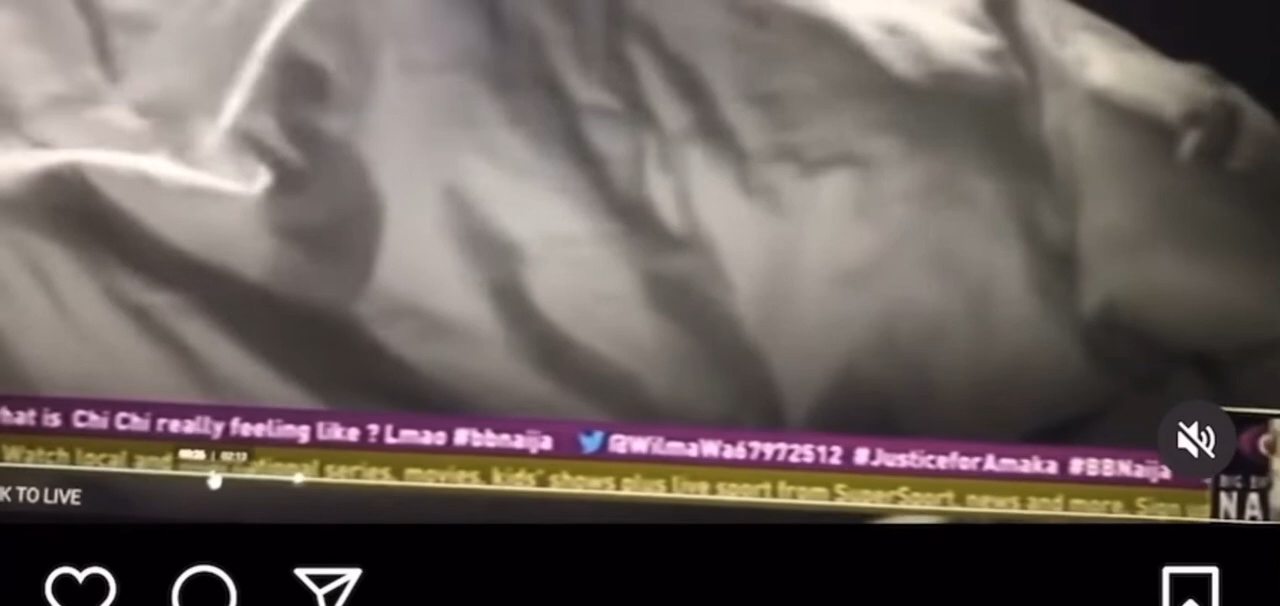 hat is Chi Chi really feeling like ? Lmao #bbnaija @WilmaWa67972512 #JusticeforAmaka #BBNaija
Watch local and series, movies, kids' shows plus live sport from SuperSport, news and more. Sign
K TO LIVE
NA